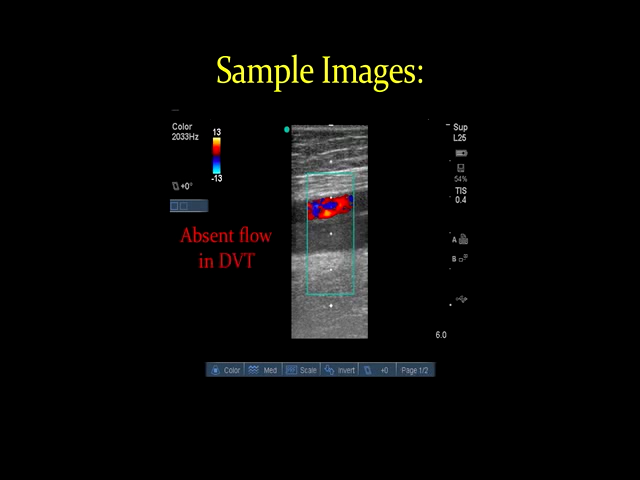 Sample Images:
Color
2033Hz
13
-13
+0°
Sup
L25
54%
TIS
0.4
A
B
Absent flow
in DVT
6.0
Color Med Scale Invert +0 Page 1/2